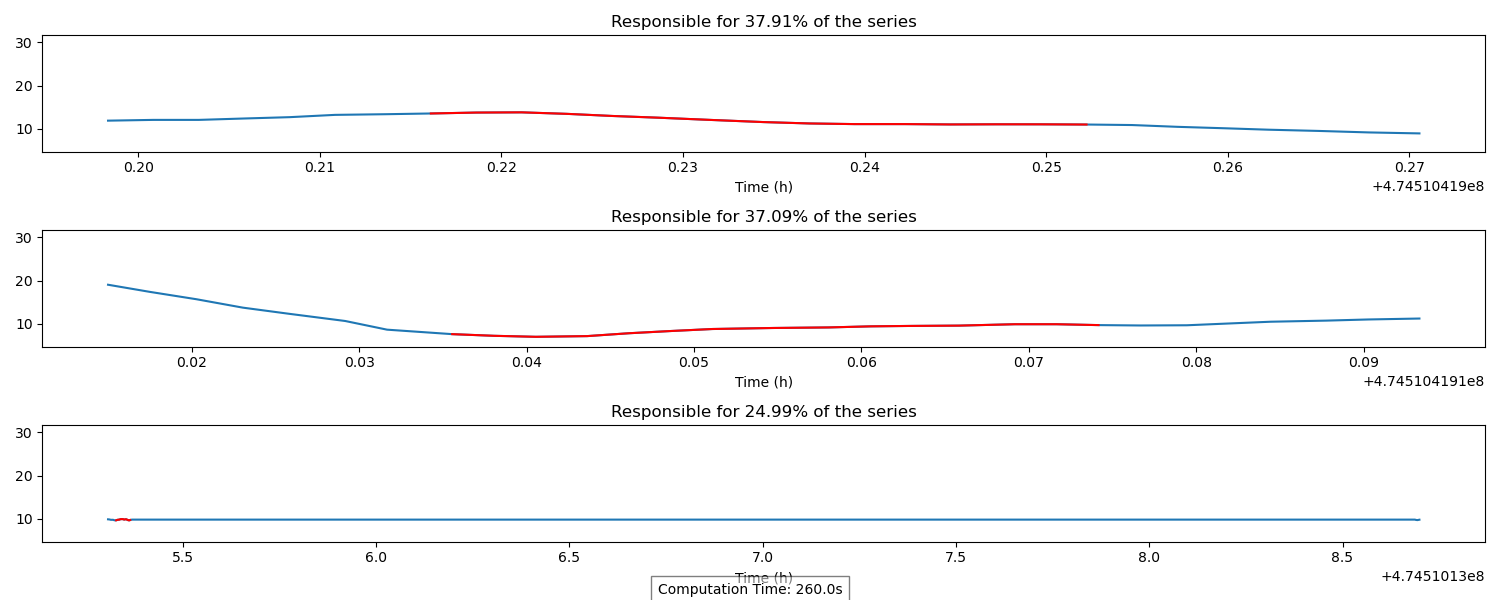 Responsible for 37.91% of the series
30
20
10
0.20 0.21 0.22 0.23 0.24 0.25 0.26 0.27
Time (h)
+4.74510419e8
Responsible for 37.09% of the series
30
20
10
0.02 0.03 0.04 0.05 0.06 0.07 0.08 0.09
Time (h)
+4.745104191e8
Responsible for 24.99% of the series
30
20
10
5.5 6.0 6.5 7.0 7.5 8.0 8.5
Time (h)
+4.7451013e8
Computation Time: 260.0s